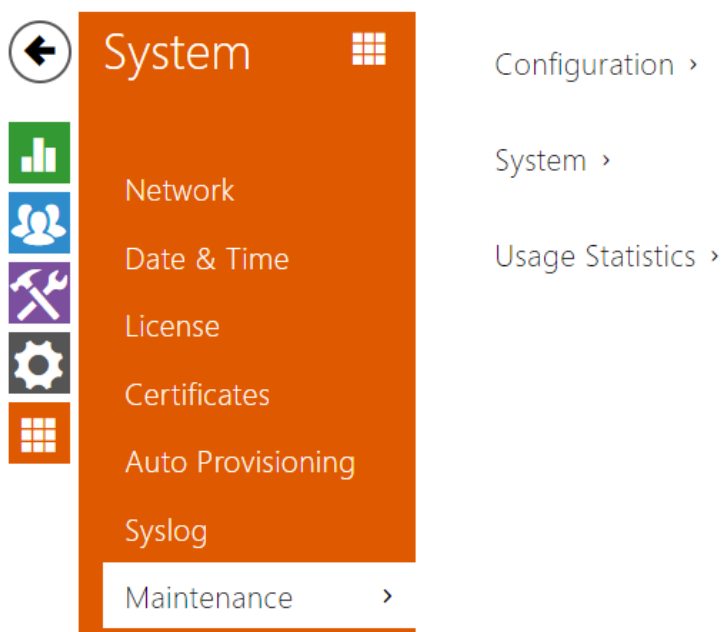 System
Network
Date & Time
License
Certificates
Auto Provisioning
Syslog
Maintenance ›
Configuration ›
System ›
Usage Statistics ›